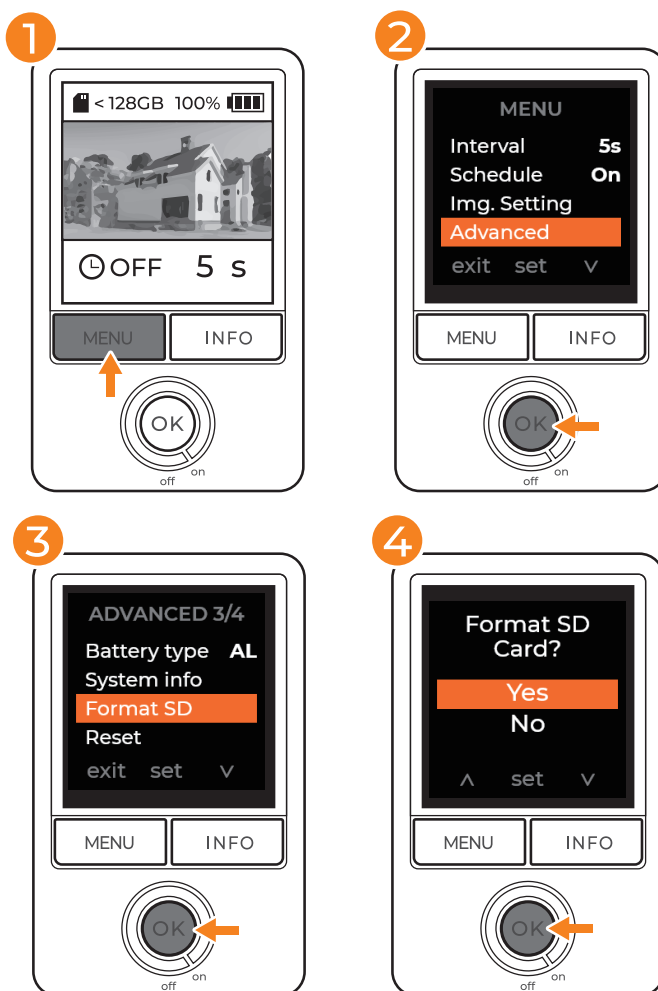 1
< 128GB 100%
OFF 5 s
MENU INFO
OK
on
off
2
MENU
Interval 5s
Schedule On
Img. Setting
Advanced
exit set v
MENU INFO
OK
on
off
3
ADVANCED 3/4
Battery type AL
System info
Format SD
Reset
exit set v
MENU INFO
OK
on
off
4
Format SD
Card?
Yes
No
^ set v
MENU INFO
OK
on
off